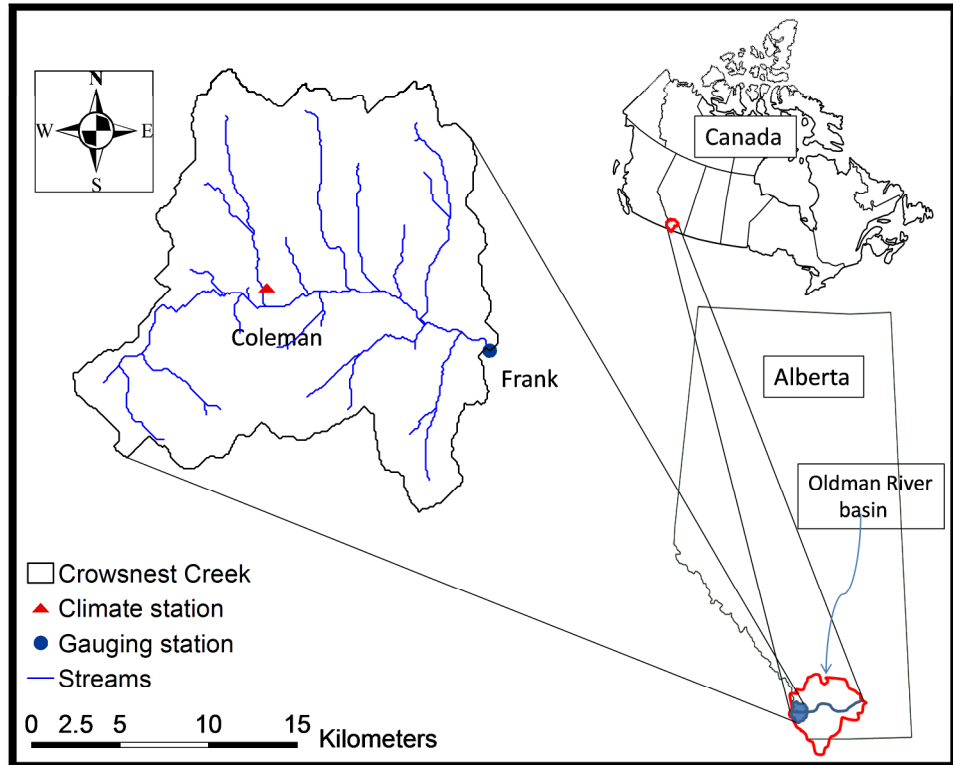 N
W
E
S
Canada
Coleman
Frank
Alberta
Oldman River
basin
Crowsnest Creek
Climate station
Gauging station
Streams
0 2.5 5 10 15
Kilometers